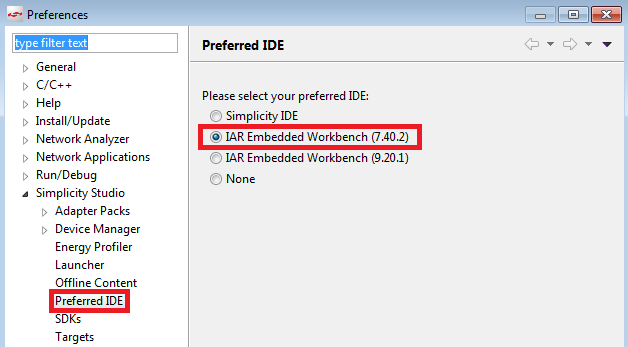 Preferences
type filter text
General
C/C++
Help
Install/Update
Network Analyzer
Network Applications
Run/Debug
Simplicity Studio
Adapter Packs
Device Manager
Energy Profiler
Launcher
Offline Content
Preferred IDE
SDKs
Targets
Preferred IDE
Please select your preferred IDE:
Simplicity IDE
IAR Embedded Workbench (7.40.2)
IAR Embedded Workbench (9.20.1)
None